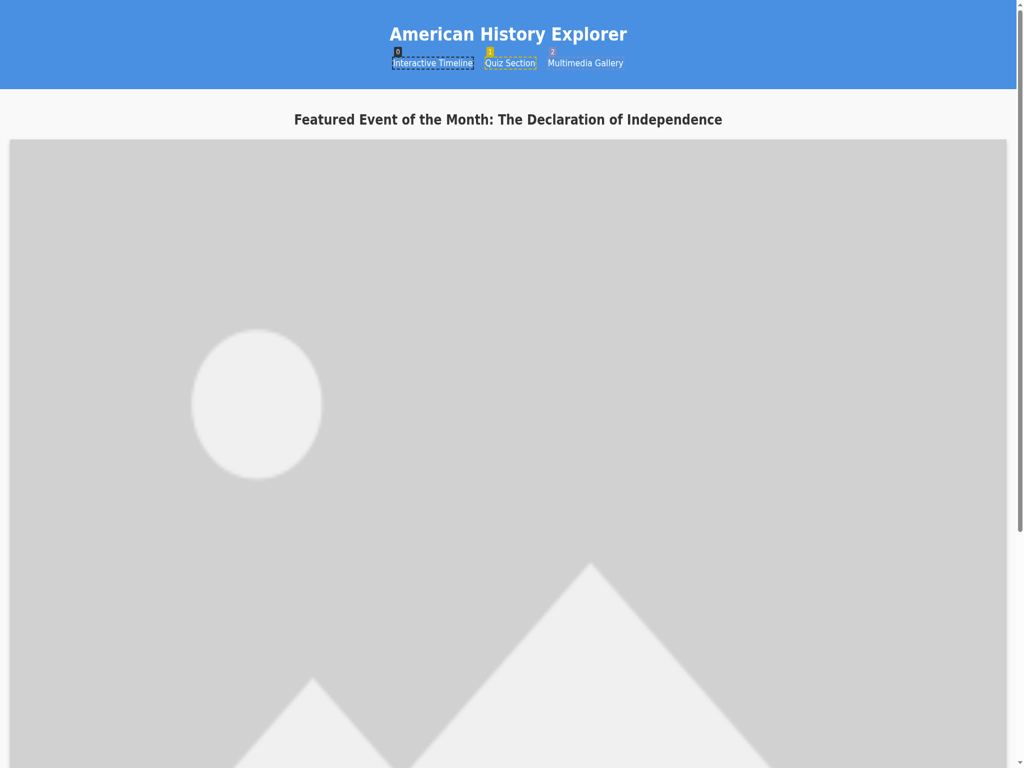 American History Explorer
0 1 2
Interactive Timeline Quiz Section Multimedia Gallery
Featured Event of the Month: The Declaration of Independence